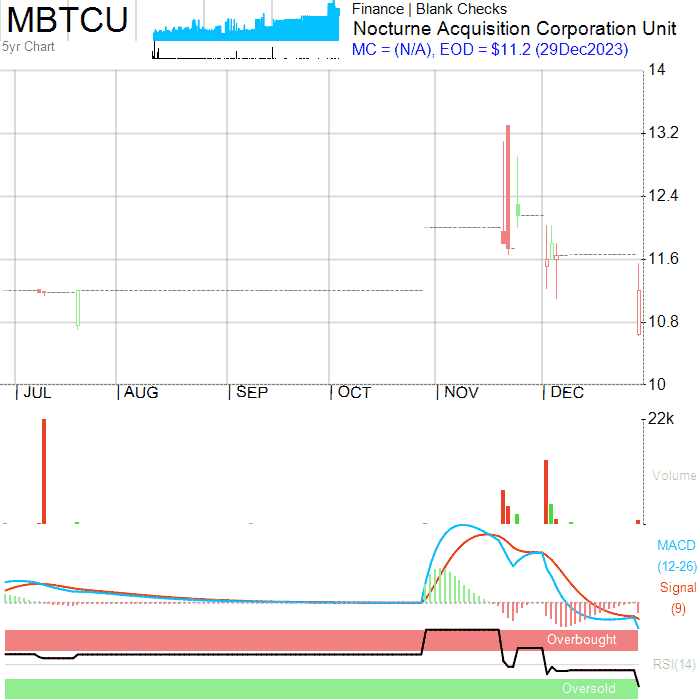 MBTCU
5yr Chart
Finance | Blank Checks
Nocturne Acquisition Corporation Unit
MC = (N/A), EOD = $11.2 (29Dec2023)
14
13.2
12.4
11.6
10.8
10
|JUL |AUG |SEP |OCT |NOV |DEC
22k
Volume
MACD
(12-26)
Signal
(9)
Overbought
RSI(14)
Oversold